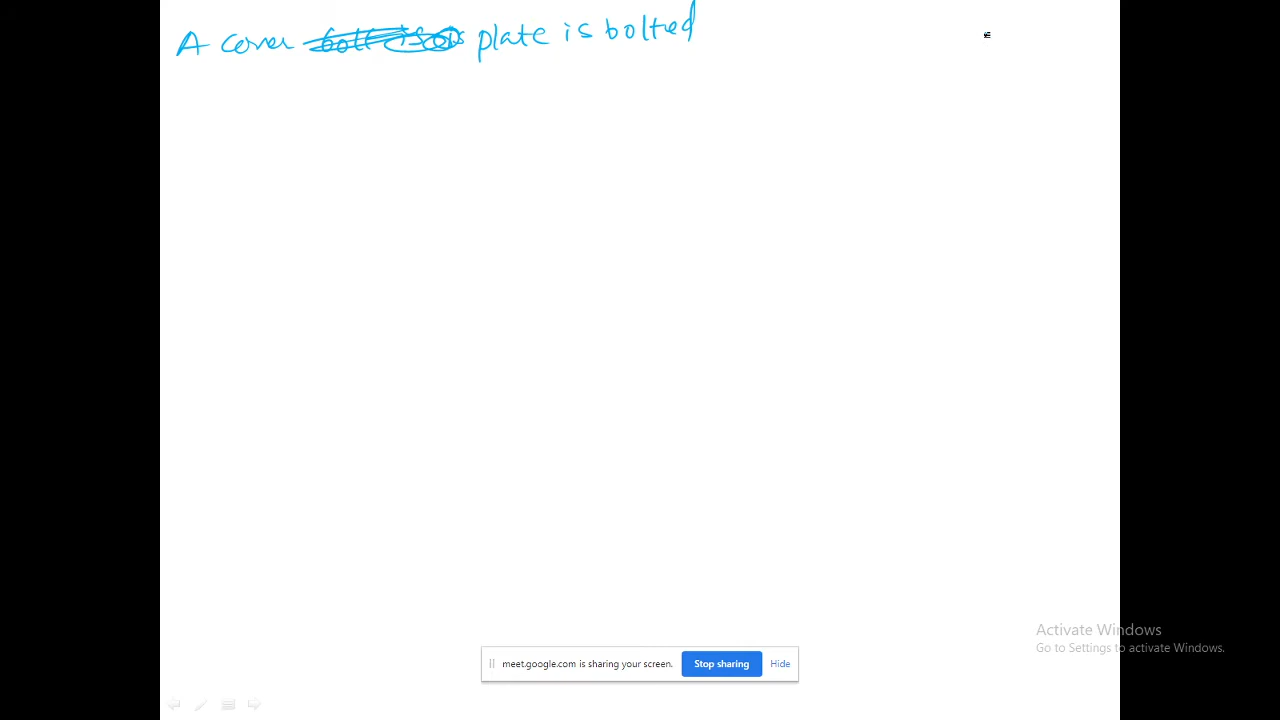 A cover plate is bolted
meet.google.com is sharing your screen. Stop sharing Hide
Activate Windows
Go to Settings to activate Windows.